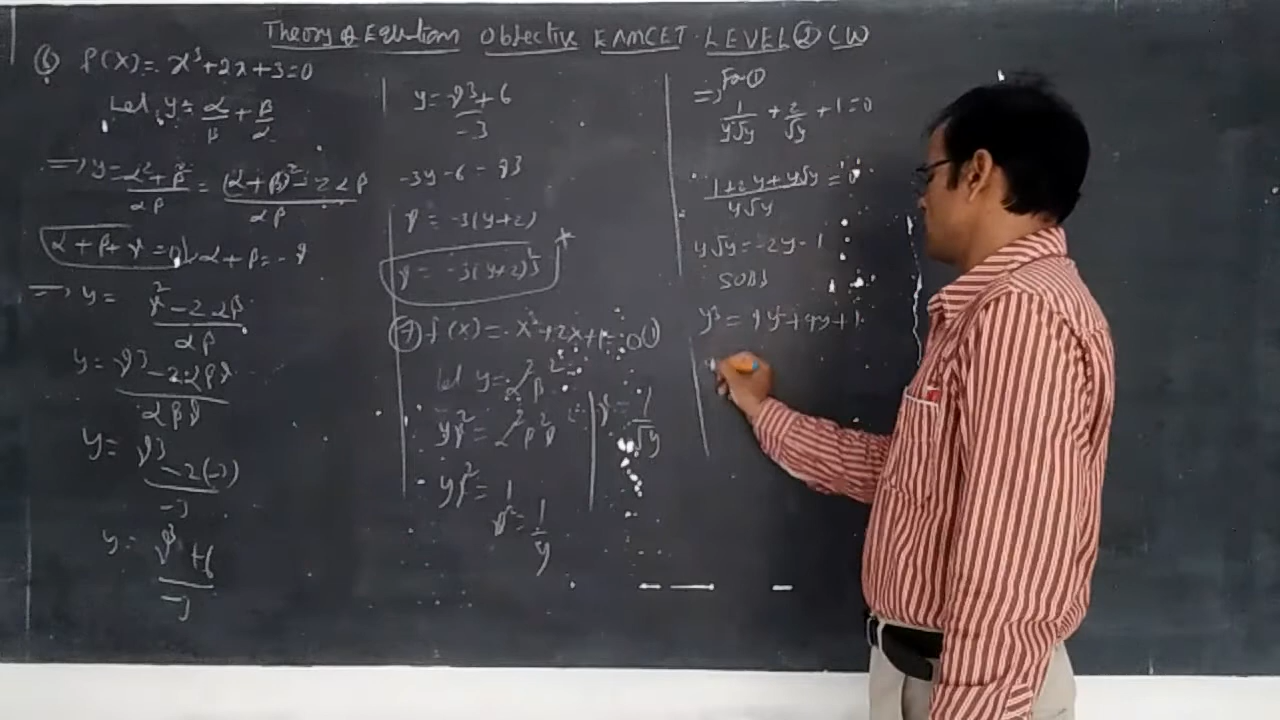 Theory of Equations Objective EAMCET LEVEL ② CW
⑥ P(X) = x³ + 2x + 3 = 0
Let y = α/β + β/α
⇒ y = (α² + β²)/αβ = ((α + β)² - 2αβ)/αβ
α + β + γ = 0 α + β = -γ
⇒ y = (γ² - 2αβ)/αβ
y = (γ³ - 2αβγ)/αβγ
y = (γ³ - 2(-3))/-3
y = (γ³ + 6)/-3
y = (γ³ + 6)/-3
-3y - 6 = γ3
γ = -3(y+2)
γ = -3(y+2)
⑦ f(x) = x³ + 2x + 1 = 0 ①
let y = α²β²
yγ² = α²β²γ²
yγ² = 1
γ² = 1/y
γ = 1/√y
⇒ For ①
1/y√y + 2/√y + 1 = 0
(1 + 2y + y√y)/y√y = 0
y√y = -2y - 1
SOBS
y³ = 4y² + 4y + 1